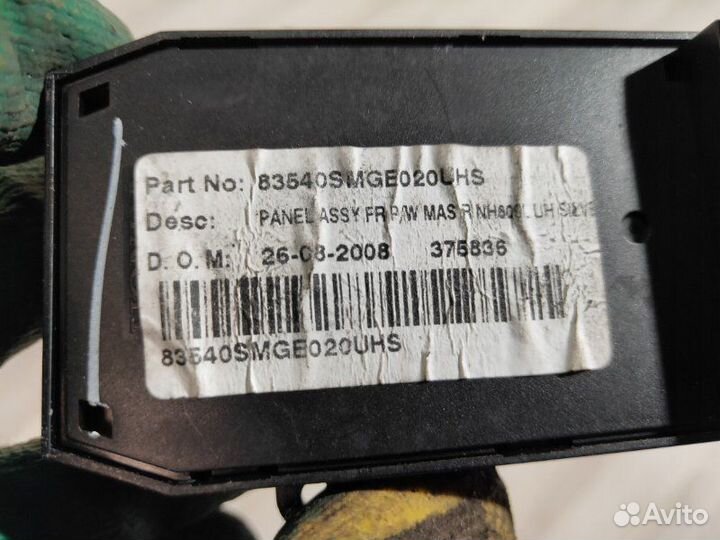 Part No: 83540SMGE020UHS
Desc: PANEL ASSY FR P/W MAS R
D. O. M: 26-08-2008 375836
83540SMGE020UHS
Avito